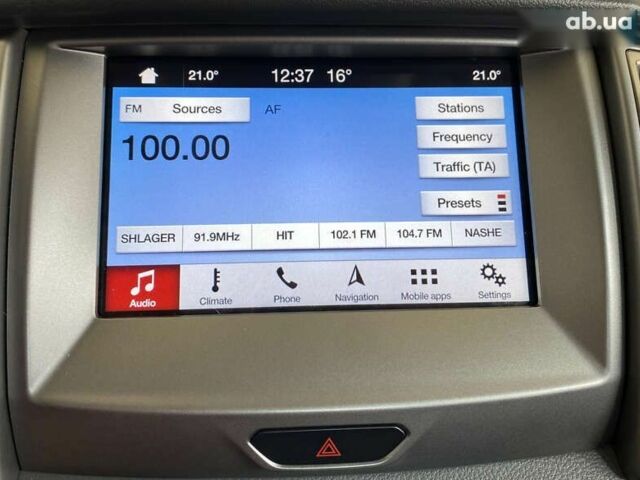 ab.ua
21.0° 12:37 16° 21.0°
FM Sources AF Stations
100.00
Frequency
Traffic (TA)
Presets
SHLAGER 91.9MHz HIT 102.1 FM 104.7 FM NASHE
Audio Climate Phone Navigation Mobile apps Settings